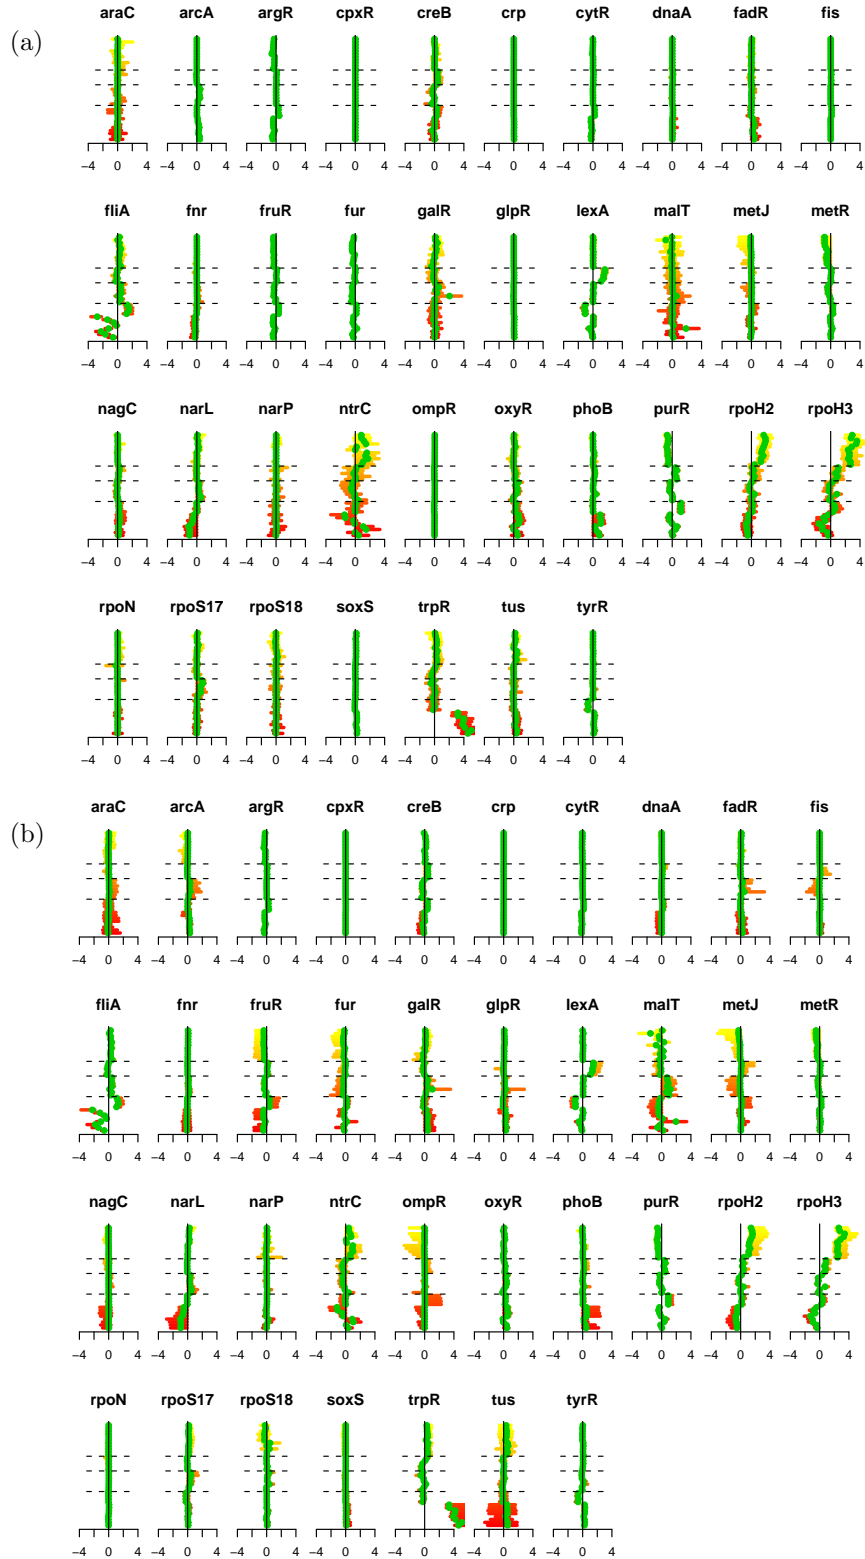 (a)
araC arcA argR cpxR creB crp cytR dnaA fadR fis
−4 0 4 −4 0 4 −4 0 4 −4 0 4 −4 0 4 −4 0 4 −4 0 4 −4 0 4 −4 0 4 −4 0 4
fliA fnr fruR fur galR glpR lexA malT metJ metR
−4 0 4 −4 0 4 −4 0 4 −4 0 4 −4 0 4 −4 0 4 −4 0 4 −4 0 4 −4 0 4 −4 0 4
nagC narL narP ntrC ompR oxyR phoB purR rpoH2 rpoH3
−4 0 4 −4 0 4 −4 0 4 −4 0 4 −4 0 4 −4 0 4 −4 0 4 −4 0 4 −4 0 4 −4 0 4
rpoN rpoS17 rpoS18 soxS trpR tus tyrR
−4 0 4 −4 0 4 −4 0 4 −4 0 4 −4 0 4 −4 0 4 −4 0 4
(b)
araC arcA argR cpxR creB crp cytR dnaA fadR fis
−4 0 4 −4 0 4 −4 0 4 −4 0 4 −4 0 4 −4 0 4 −4 0 4 −4 0 4 −4 0 4 −4 0 4
fliA fnr fruR fur galR glpR lexA malT metJ metR
−4 0 4 −4 0 4 −4 0 4 −4 0 4 −4 0 4 −4 0 4 −4 0 4 −4 0 4 −4 0 4 −4 0 4
nagC narL narP ntrC ompR oxyR phoB purR rpoH2 rpoH3
−4 0 4 −4 0 4 −4 0 4 −4 0 4 −4 0 4 −4 0 4 −4 0 4 −4 0 4 −4 0 4 −4 0 4
rpoN rpoS17 rpoS18 soxS trpR tus tyrR
−4 0 4 −4 0 4 −4 0 4 −4 0 4 −4 0 4 −4 0 4 −4 0 4